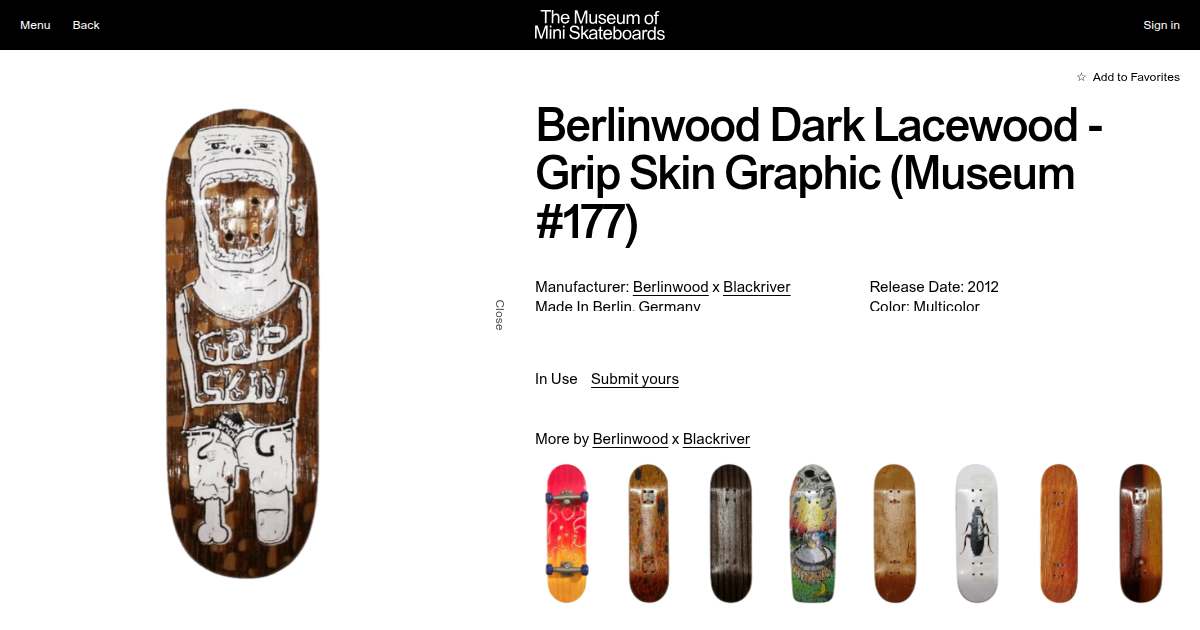 Menu
Back
The Museum of
Mini Skateboards
Sign in
☆ Add to Favorites
Berlinwood Dark Lacewood -
Grip Skin Graphic (Museum
#177)
Manufacturer: Berlinwood x Blackriver
Made In Berlin, Germany
Release Date: 2012
Color: Multicolor
Close
GRIP
SKIN
In Use
Submit yours
More by Berlinwood x Blackriver